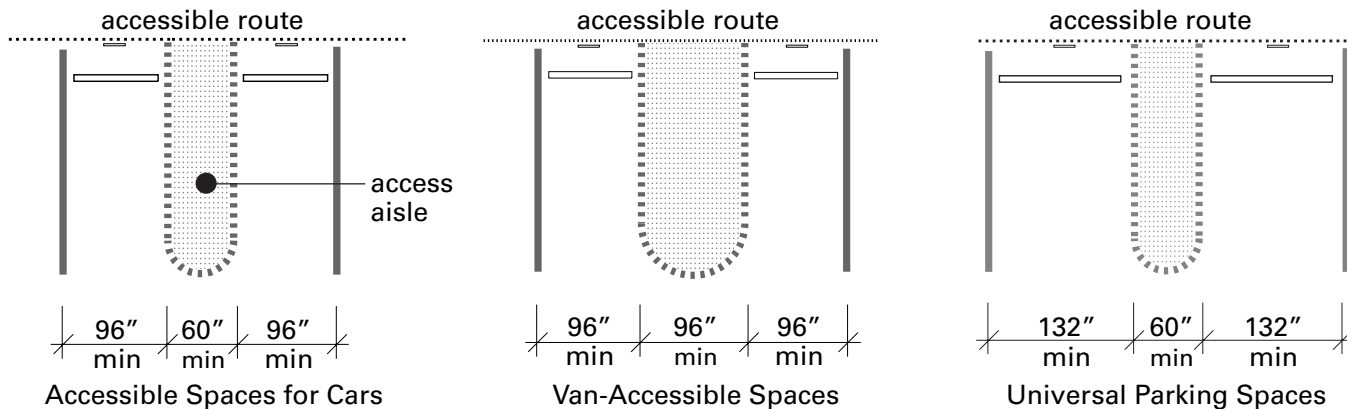 accessible route
accessible route
accessible route
access
aisle
96” 60” 96”
min min min
96” 96” 96”
min min min
132” 60” 132”
min min min
Accessible Spaces for Cars
Van-Accessible Spaces
Universal Parking Spaces